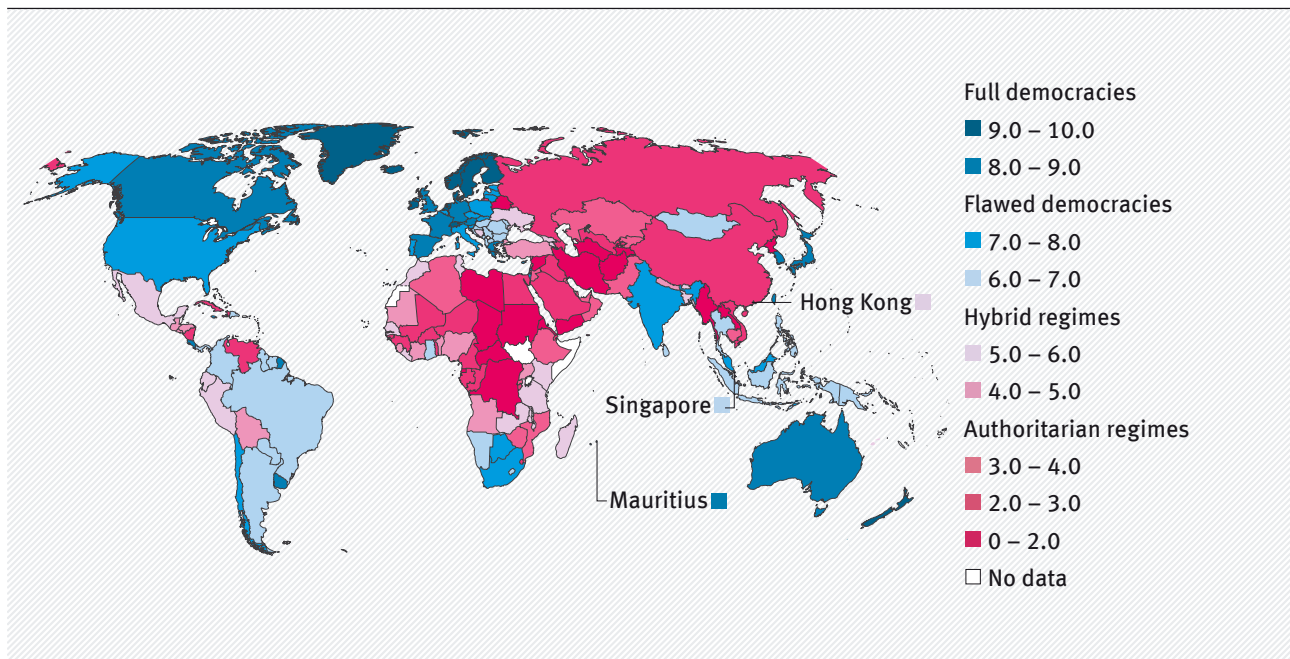 Full democracies
9.0 – 10.0
8.0 – 9.0
Flawed democracies
7.0 – 8.0
6.0 – 7.0
Hybrid regimes
5.0 – 6.0
4.0 – 5.0
Authoritarian regimes
3.0 – 4.0
2.0 – 3.0
0 – 2.0
No data
Hong Kong
Singapore
Mauritius